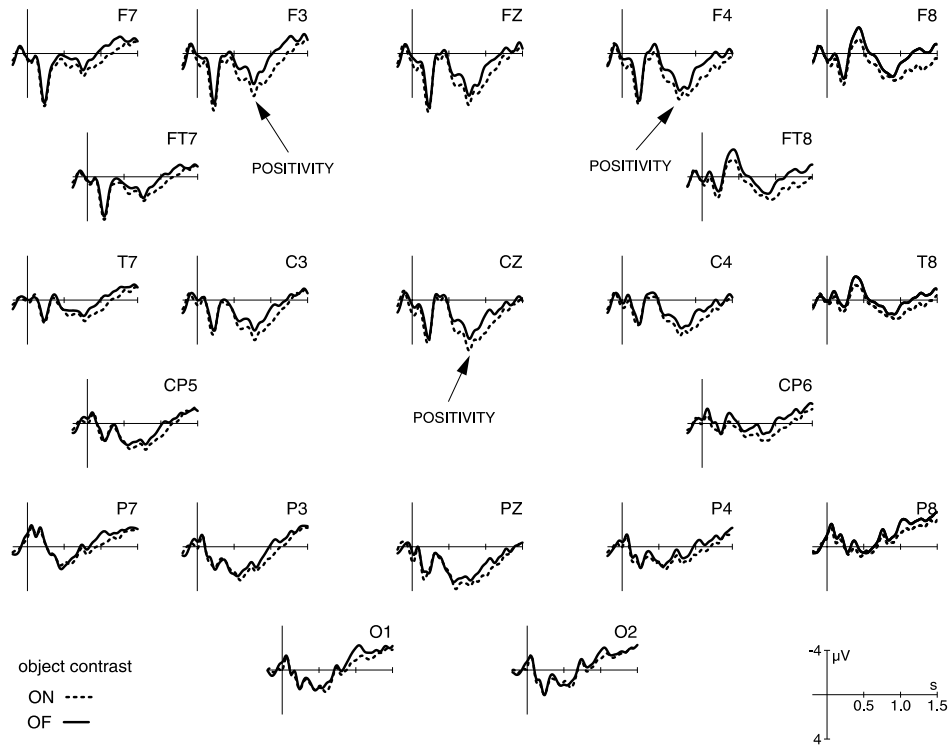 F7 F3 FZ F4 F8
POSITIVITY POSITIVITY
FT7 FT8
T7 C3 CZ C4 T8
CP5 CP6
POSITIVITY
P7 P3 PZ P4 P8
O1 O2
object contrast
ON
OF
-4
µV
s
0.5 1.0 1.5
4